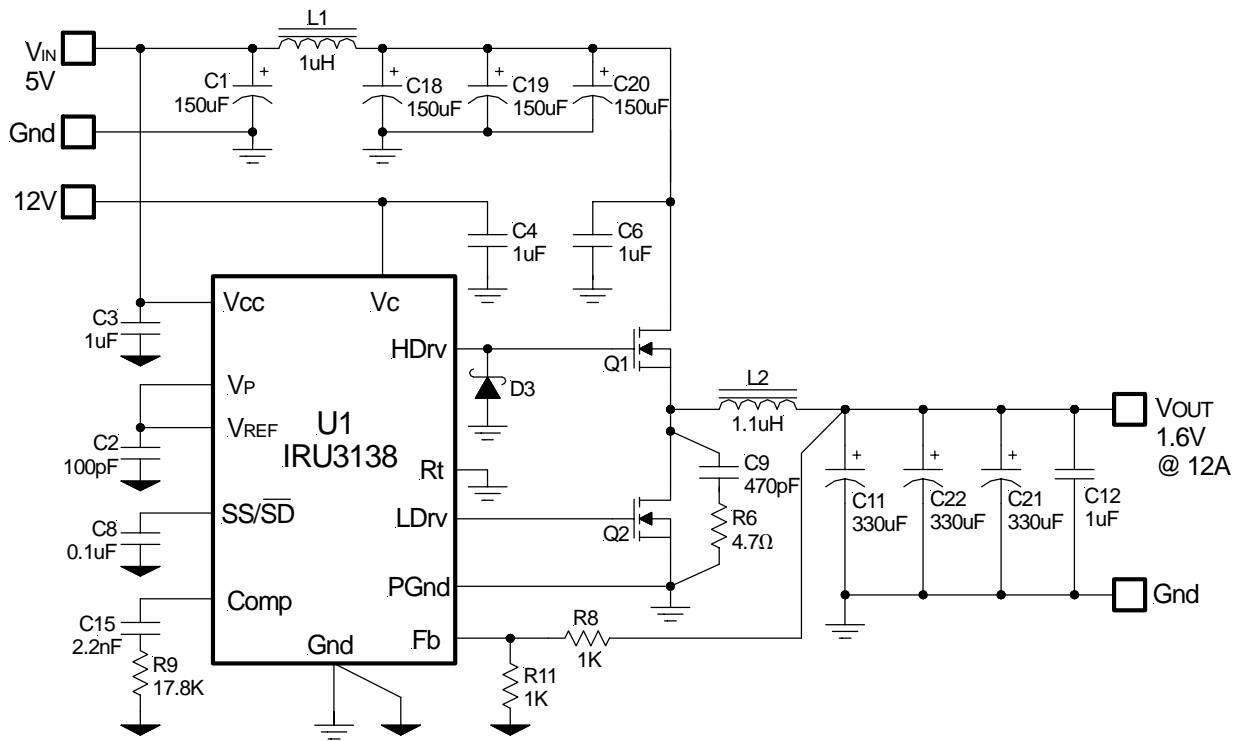 L1
1uH
VIN
5V
C1
150uF
C18
150uF
C19
150uF
C20
150uF
Gnd
12V
C4
1uF
C6
1uF
C3
1uF
Vcc
Vc
HDrv
Q1
D3
L2
1.1uH
VOUT
1.6V
@ 12A
VP
VREF
C2
100pF
U1
IRU3138
Rt
C9
470pF
R6
4.7Ω
C11
330uF
C22
330uF
C21
330uF
C12
1uF
SS/SD
C8
0.1uF
LDrv
Q2
PGnd
Gnd
Comp
C15
2.2nF
R9
17.8K
Gnd
Fb
R8
1K
R11
1K